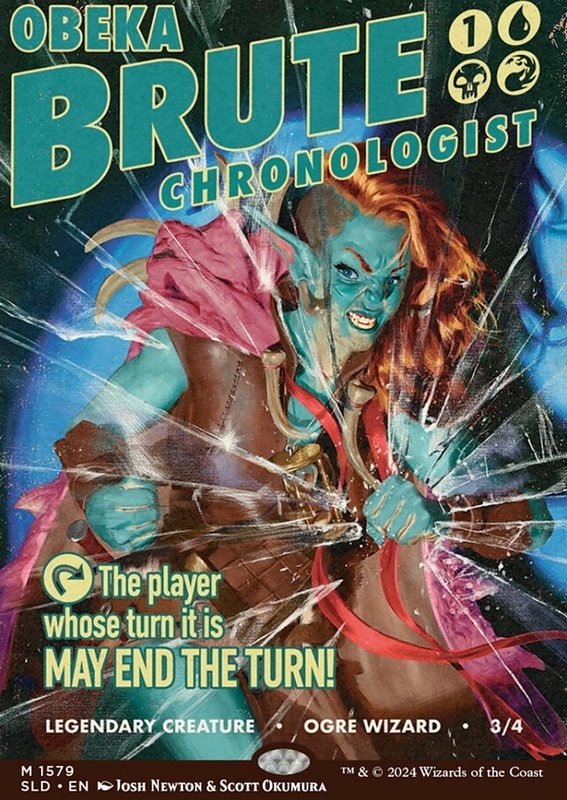 OBEKA
BRUTE
CHRONOLOGIST
1
The player
whose turn it is
MAY END THE TURN!
LEGENDARY CREATURE • OGRE WIZARD • 3/4
M 1579
SLD • EN JOSH NEWTON & SCOTT OKUMURA
™ & © 2024 Wizards of the Coast